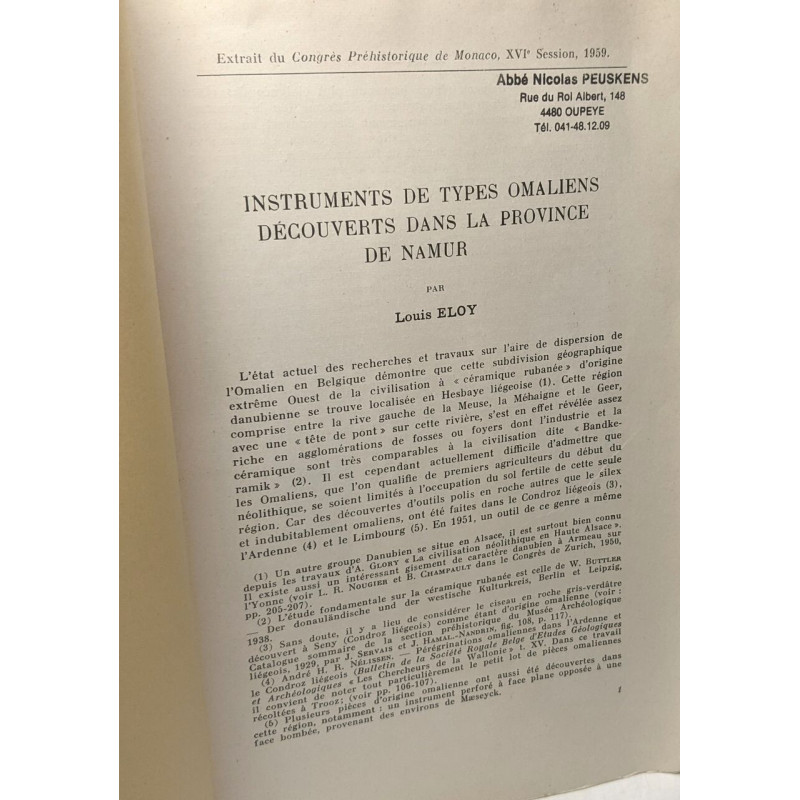 Extrait du Congrès Préhistorique de Monaco, XVIe Session, 1959.
Abbé Nicolas PEUSKENS
Rue du Roi Albert, 148
4480 OUPEYE
Tél. 041-48.12.09
INSTRUMENTS DE TYPES OMALIENS
DÉCOUVERTS DANS LA PROVINCE
DE NAMUR
PAR
Louis ELOY
L'état actuel des recherches et travaux sur l'aire de dispersion de
l'Omalien en Belgique démontre que cette subdivision géographique
extrême Ouest de la civilisation à « céramique rubanée » d'origine
danubienne se trouve localisée en Hesbaye liégeoise (1). Cette région
comprise entre la rive gauche de la Meuse, la Méhaigne et le Geer,
avec une « tête de pont » sur cette rivière, s'est en effet révélée assez
riche en agglomérations de fosses ou foyers dont l'industrie et la
céramique sont très comparables à la civilisation dite « Bandke-
ramik » (2). Il est cependant actuellement difficile d'admettre que
les Omaliens, que l'on qualifie de premiers agriculteurs du début du
néolithique, se soient limités à l'occupation du sol fertile de cette seule
région. Car des découvertes d'outils polis en roche autres que le silex
et indubitablement omaliens, ont été faites dans le Condroz liégeois (3),
l'Ardenne (4) et le Limbourg (5). En 1951, un outil de ce genre a même
(1) Un autre groupe Danubien se situe en Alsace, il est surtout bien connu
depuis les travaux d'A. GLORY « La civilisation néolithique en Haute Alsace ».
Il existe aussi un intéressant gisement de caractère danubien à Armeau sur
l'Yonne (voir L. R. NOUGIER et B. CHAMPAULT dans le Congrès de Zurich, 1950,
pp. 205-207).
(2) L'étude fondamentale sur la céramique rubanée est celle de W. BUTTLER
— Der donauländische und der westische Kulturkreis, Berlin et Leipzig,
1938.
(3) Sans doute, il y a lieu de considérer le ciseau en roche gris-verdâtre
découvert à Seny (Condroz liégeois) comme étant d'origine omalienne (voir :
Catalogue sommaire de la section préhistorique du Musée Archéologique
liégeois, 1929, par J. SERVAIS et J. HAMAL-NANDRIN, fig. 108, p. 117).
(4) André H. R. NÉLISSEN. — Pérégrinations omaliennes dans l'Ardenne et
le Condroz liégeois (Bulletin de la Société Royale Belge d'Etudes Géologiques
et Archéologiques « Les Chercheurs de la Wallonie » t. XV. Dans ce travail
il convient de noter tout particulièrement le petit lot de pièces omaliennes
récoltées à Trooz; (voir pp. 106-107).
(5) Plusieurs pièces d'origine omalienne ont aussi été découvertes dans
cette région, notamment : un instrument perforé à face plane opposée à une
face bombée, provenant des environs de Mæseyck.
1